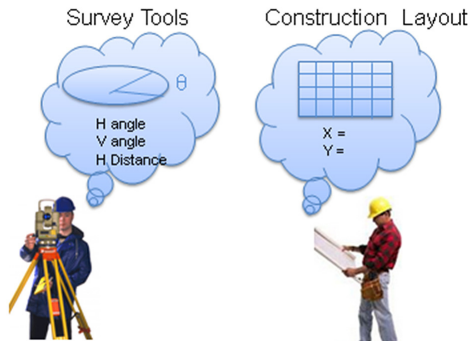 Survey Tools
Construction Layout
θ
H angle
V angle
H Distance
X =
Y =